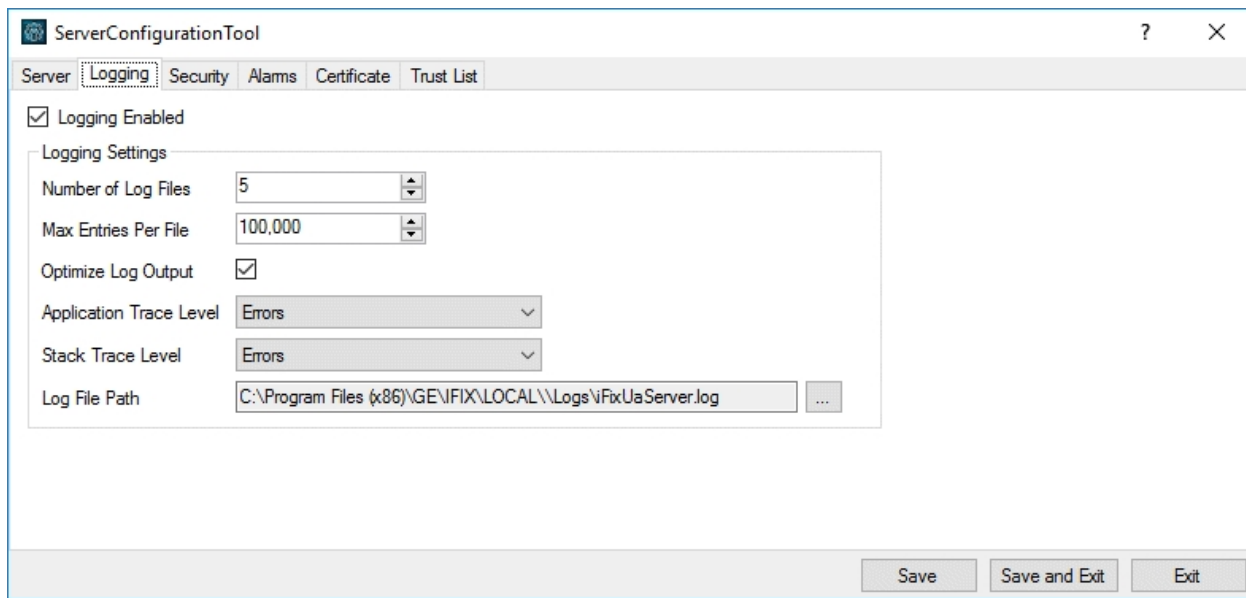 ServerConfigurationTool ?
Server Logging Security Alarms Certificate Trust List
Logging Enabled
Logging Settings
Number of Log Files 5
Max Entries Per File 100,000
Optimize Log Output
Application Trace Level Errors
Stack Trace Level Errors
Log File Path C:\Program Files (x86)\GE\IFIX\LOCAL\\Logs\iFixUaServer.log ...
Save Save and Exit Exit